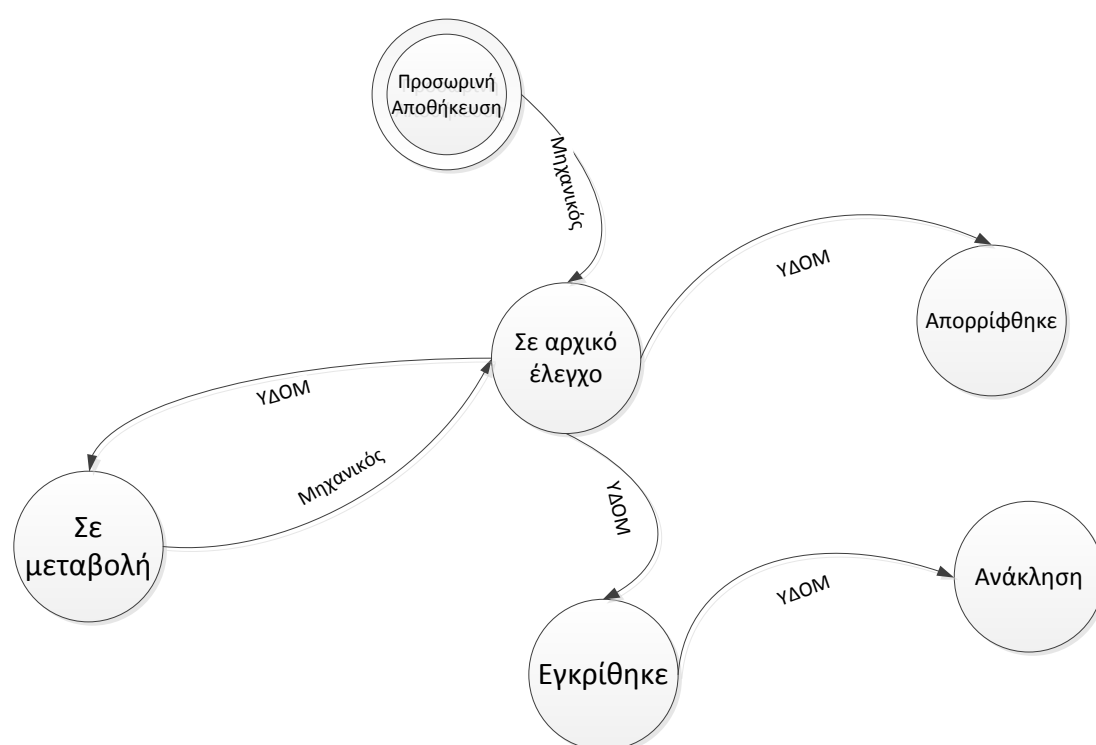 Προσωρινή
Αποθήκευση
Μηχανικός
ΥΔΟΜ
Απορρίφθηκε
Σε αρχικό
έλεγχο
ΥΔΟΜ
Μηχανικός
Σε
μεταβολή
ΥΔΟΜ
Εγκρίθηκε
ΥΔΟΜ
Ανάκληση